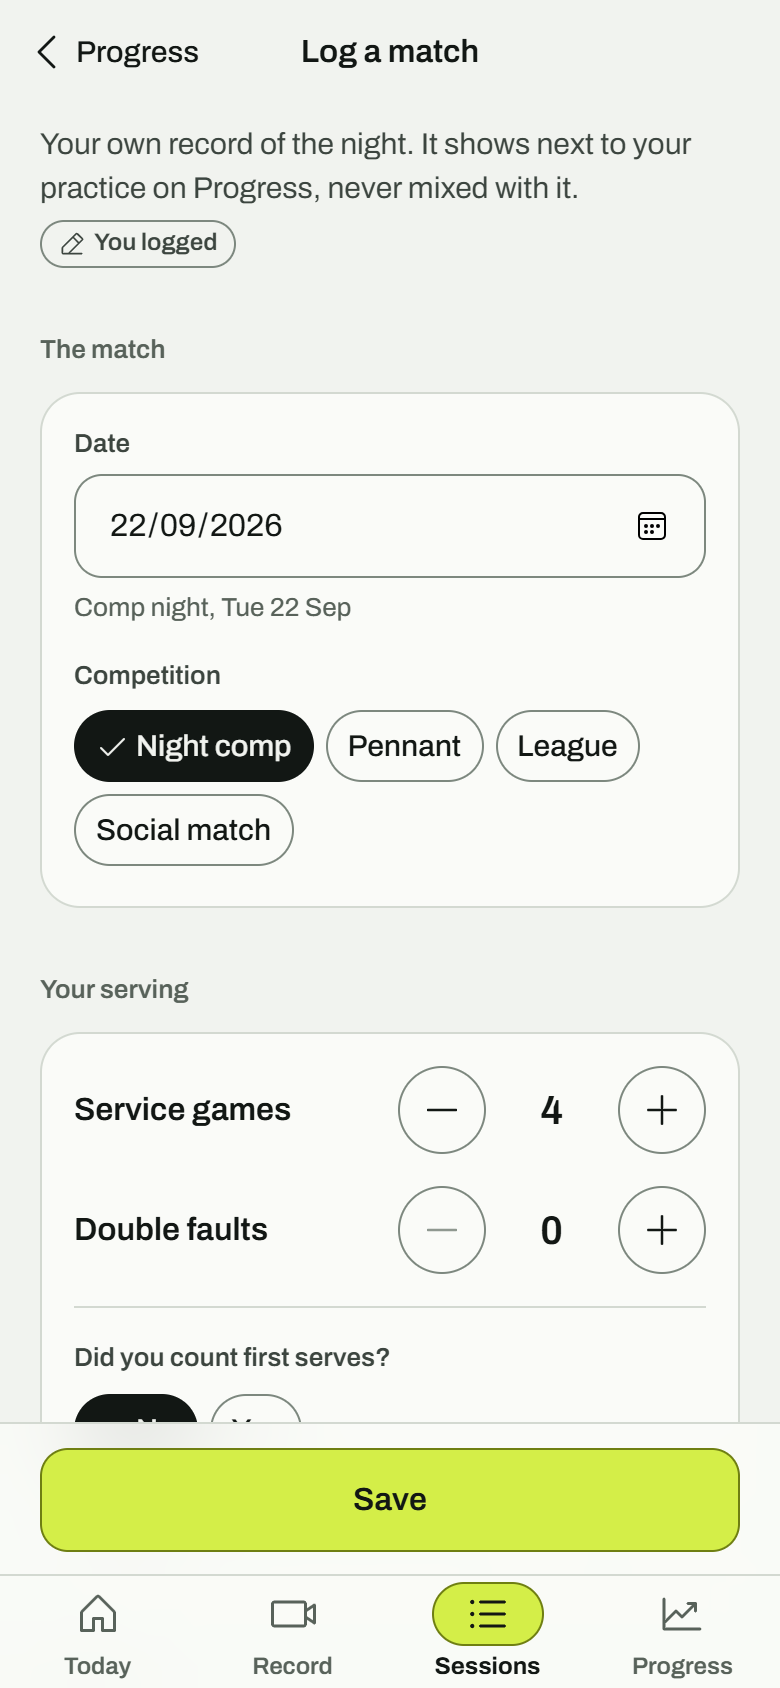 Progress
Log a match
Your own record of the night. It shows next to your
practice on Progress, never mixed with it.
You logged
The match
Date
22/09/2026
Comp night, Tue 22 Sep
Competition
Night comp
Pennant
League
Social match
Your serving
Service games
4
Double faults
0
Did you count first serves?
Save
Today
Record
Sessions
Progress